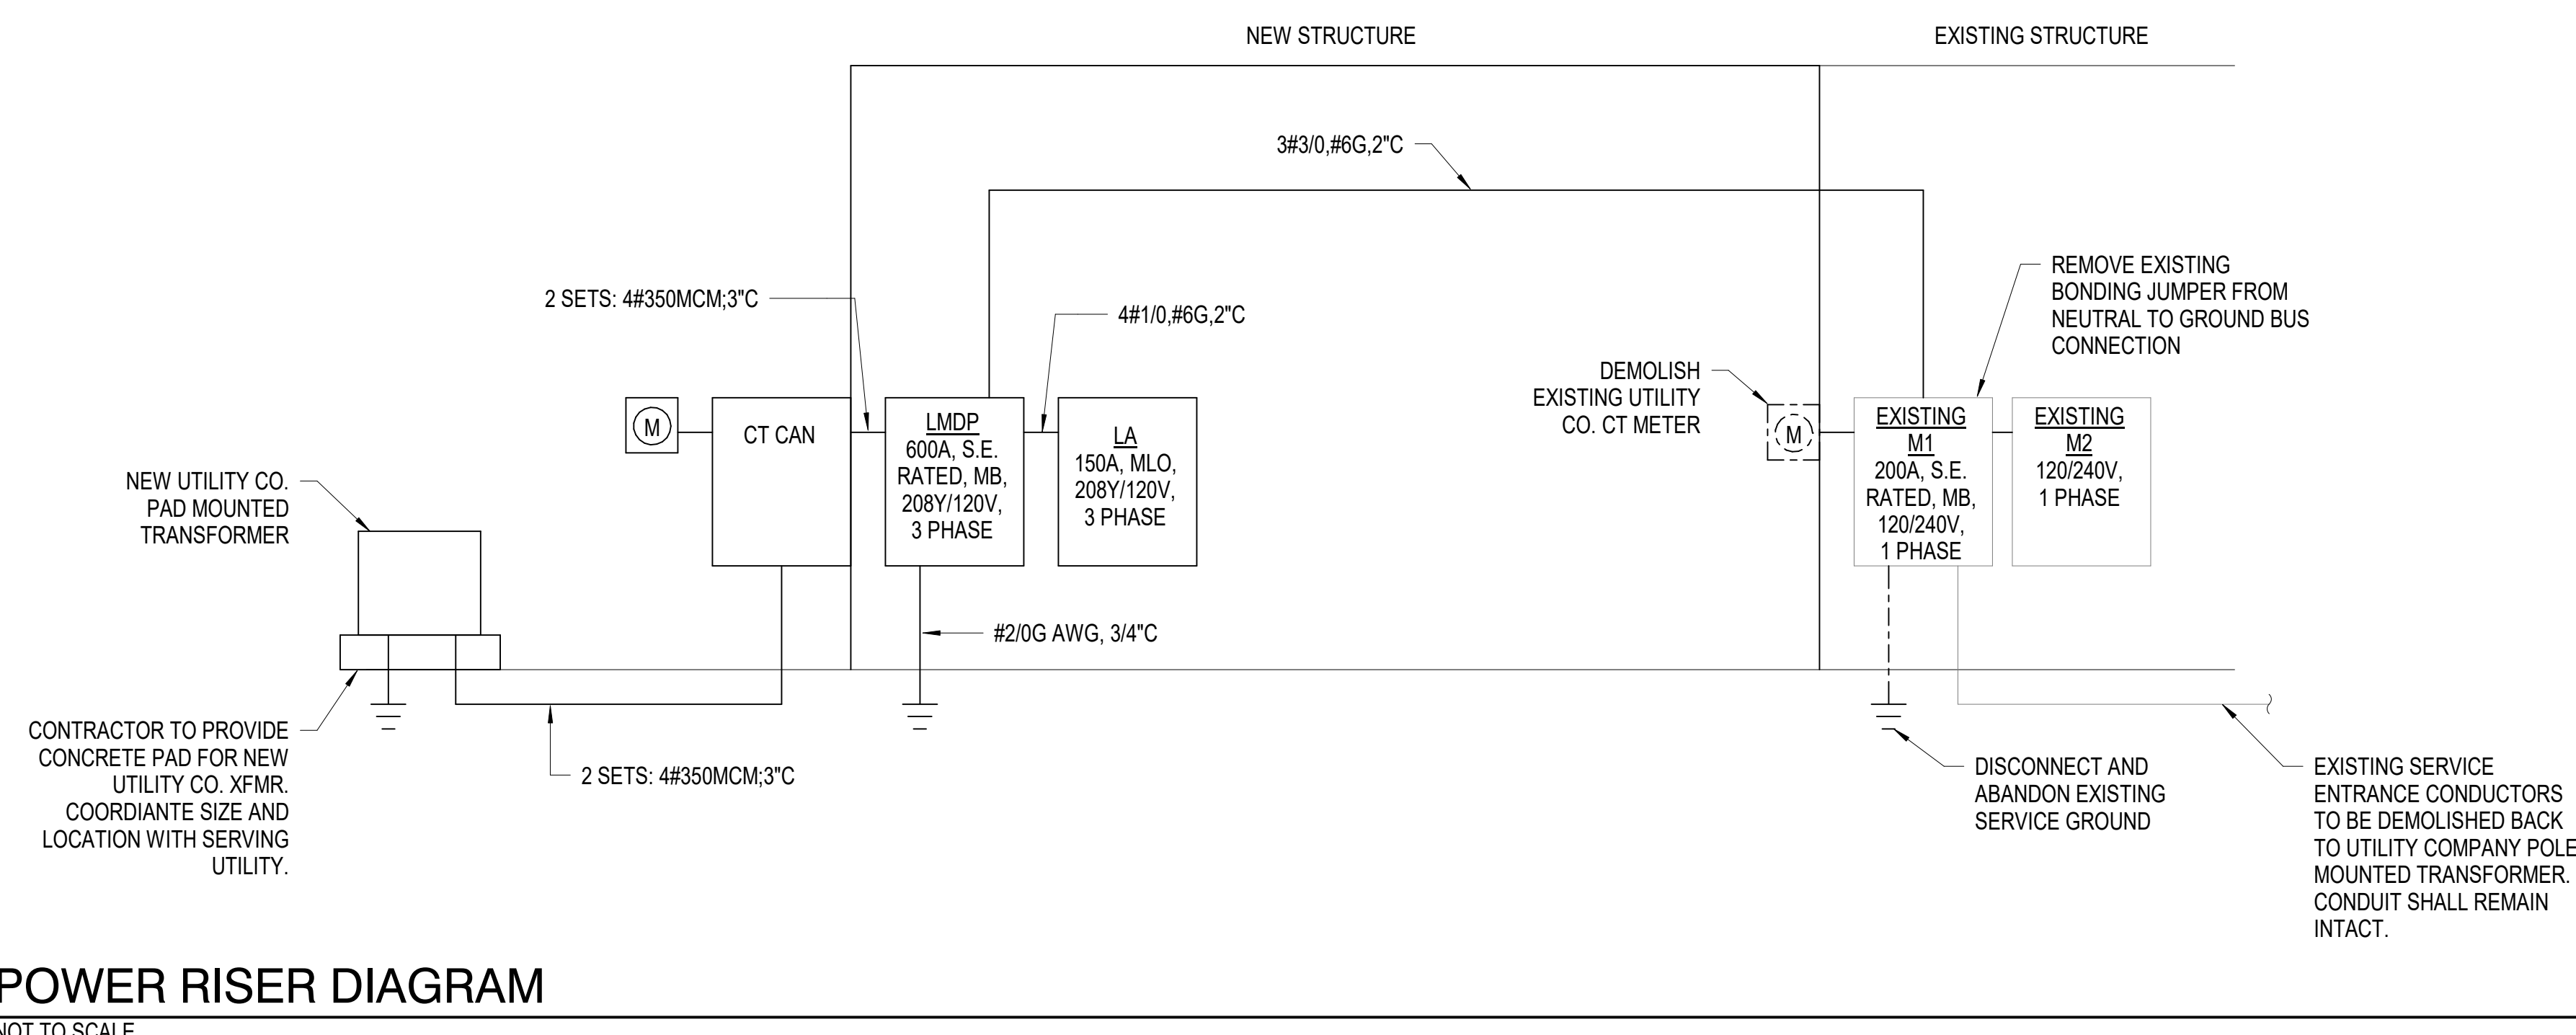 NEW STRUCTURE
EXISTING STRUCTURE
3#3/0,#6G,2"C
2 SETS: 4#350MCM;3"C
4#1/0,#6G,2"C
REMOVE EXISTING
BONDING JUMPER FROM
NEUTRAL TO GROUND BUS
CONNECTION
DEMOLISH
EXISTING UTILITY
CO. CT METER
M
CT CAN
LMDP
600A, S.E.
RATED, MB,
208Y/120V,
3 PHASE
LA
150A, MLO,
208Y/120V,
3 PHASE
M
EXISTING
M1
200A, S.E.
RATED, MB,
120/240V,
1 PHASE
EXISTING
M2
120/240V,
1 PHASE
NEW UTILITY CO.
PAD MOUNTED
TRANSFORMER
#2/0G AWG, 3/4"C
CONTRACTOR TO PROVIDE
CONCRETE PAD FOR NEW
UTILITY CO. XFMR.
COORDIANTE SIZE AND
LOCATION WITH SERVING
UTILITY.
2 SETS: 4#350MCM;3"C
DISCONNECT AND
ABANDON EXISTING
SERVICE GROUND
EXISTING SERVICE
ENTRANCE CONDUCTORS
TO BE DEMOLISHED BACK
TO UTILITY COMPANY POLE
MOUNTED TRANSFORMER.
CONDUIT SHALL REMAIN
INTACT.
POWER RISER DIAGRAM
NOT TO SCALE